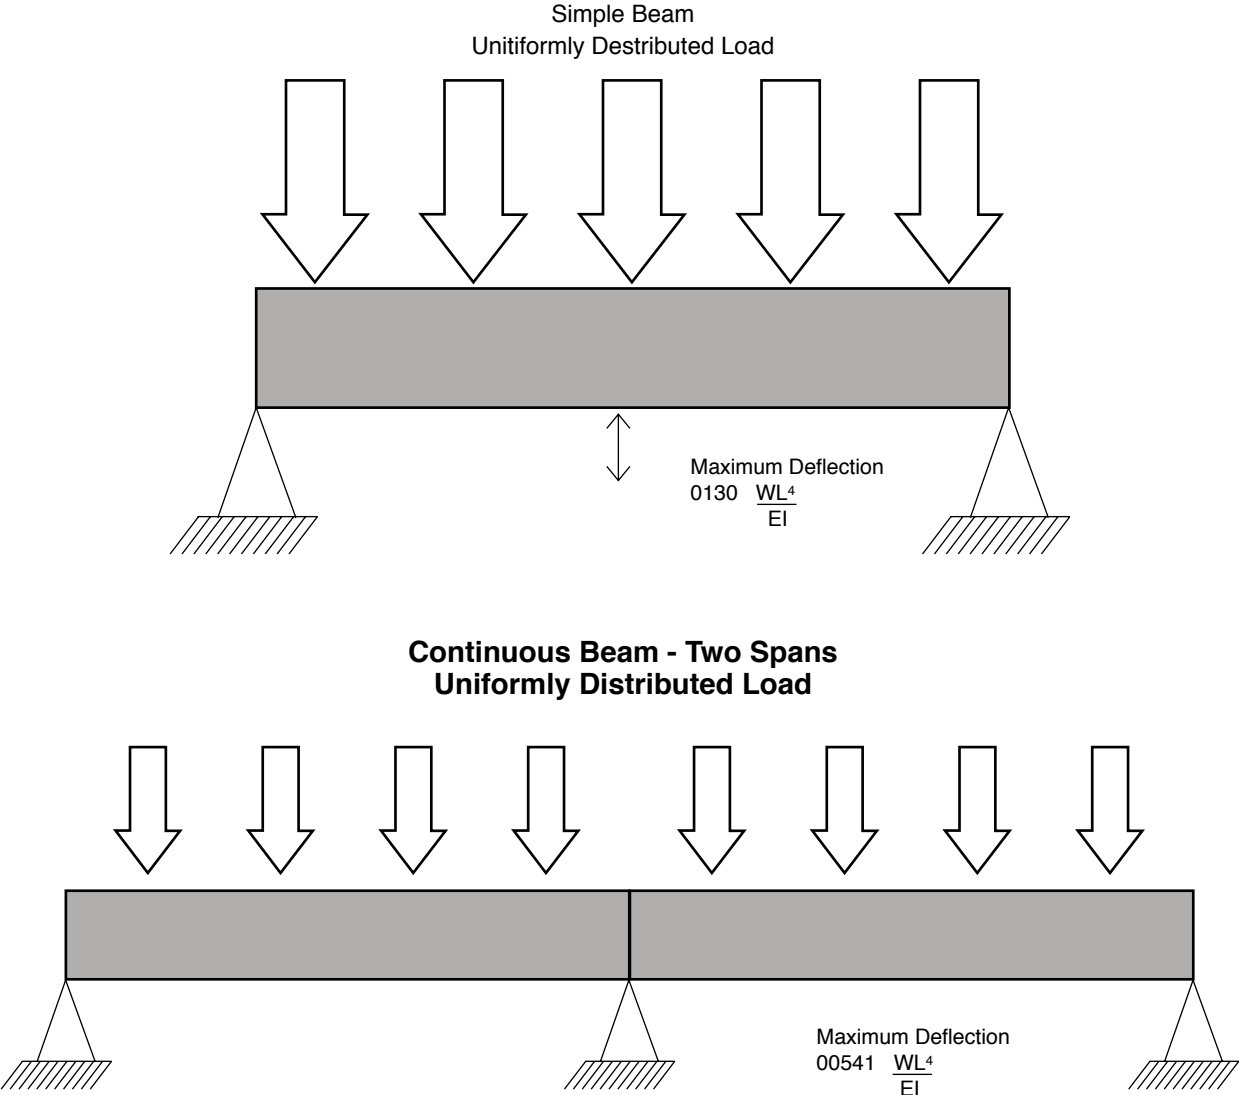 Simple Beam
Unitiformly Destributed Load
Maximum Deflection
0130 WL⁴
EI
Continuous Beam - Two Spans
Uniformly Distributed Load
Maximum Deflection
00541 WL⁴
EI